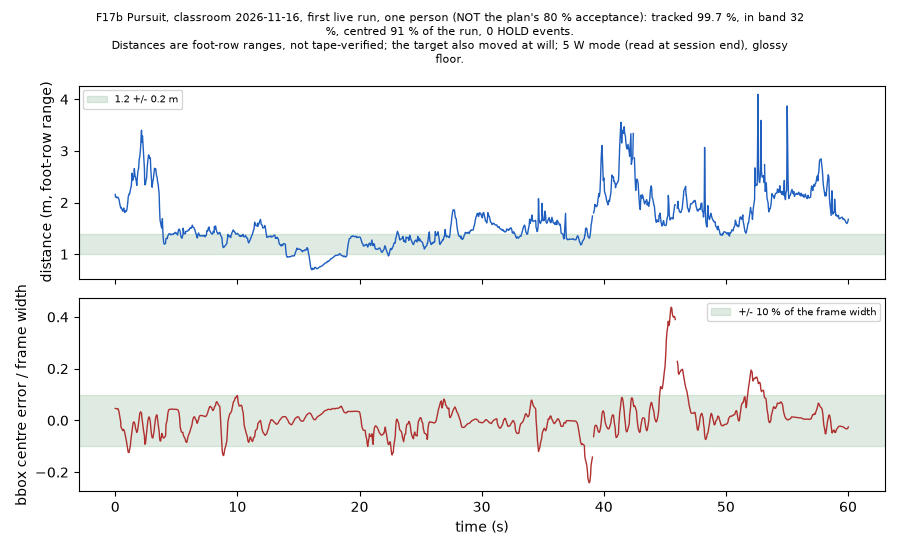 F17b Pursuit, classroom 2026-11-16, first live run, one person (NOT the plan's 80 % acceptance): tracked 99.7 %, in band 32
%, centred 91 % of the run, 0 HOLD events.
Distances are foot-row ranges, not tape-verified; the target also moved at will; 5 W mode (read at session end), glossy
floor.
distance (m, foot-row range)
4
3
2
1
1.2 +/- 0.2 m
bbox centre error / frame width
0.4
0.2
0.0
−0.2
+/- 10 % of the frame width
0
10
20
30
40
50
60
time (s)